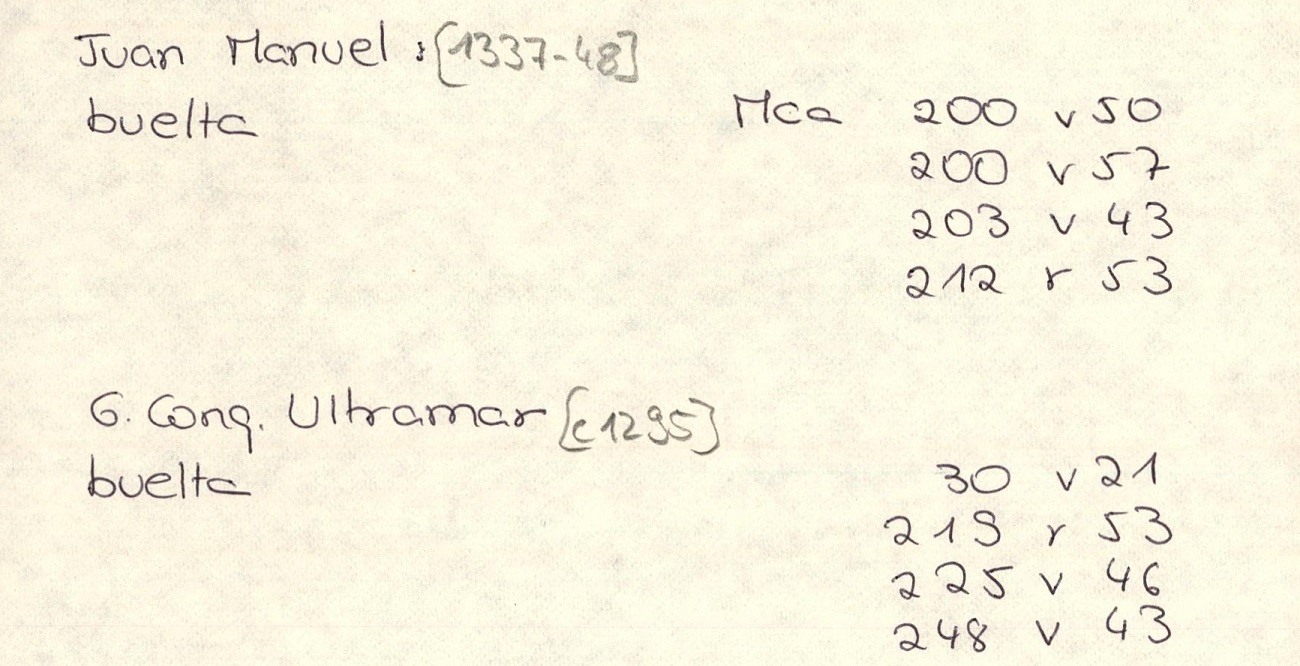 Juan Manuel : [1337-48]
buelta Mca 200 v 50
200 v 57
203 v 43
212 r 53
G. Conq. Ultramar [c 1295]
buelta 30 v 21
219 r 53
225 v 46
248 v 43